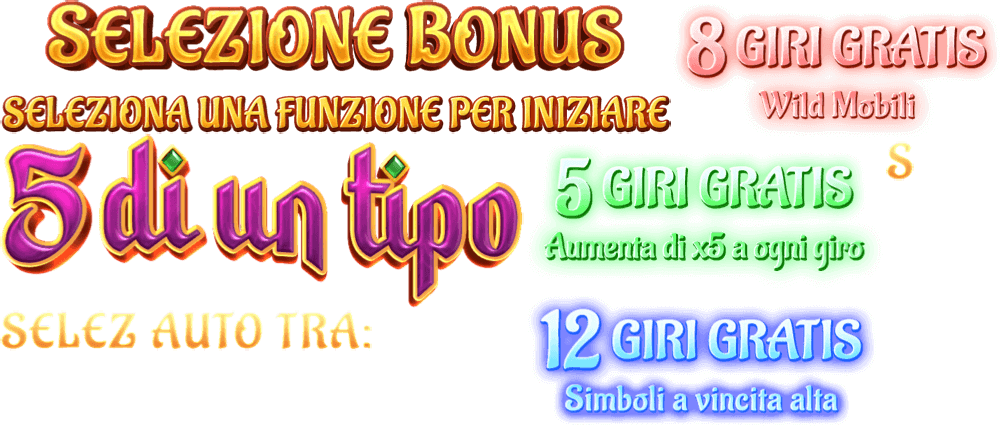 SELEZIONE BONUS
SELEZIONA UNA FUNZIONE PER INIZIARE
8 GIRI GRATIS
Wild Mobili
S
5 di un tipo
5 GIRI GRATIS
Aumenta di x5 a ogni giro
SELEZ AUTO TRA:
12 GIRI GRATIS
Simboli a vincita alta